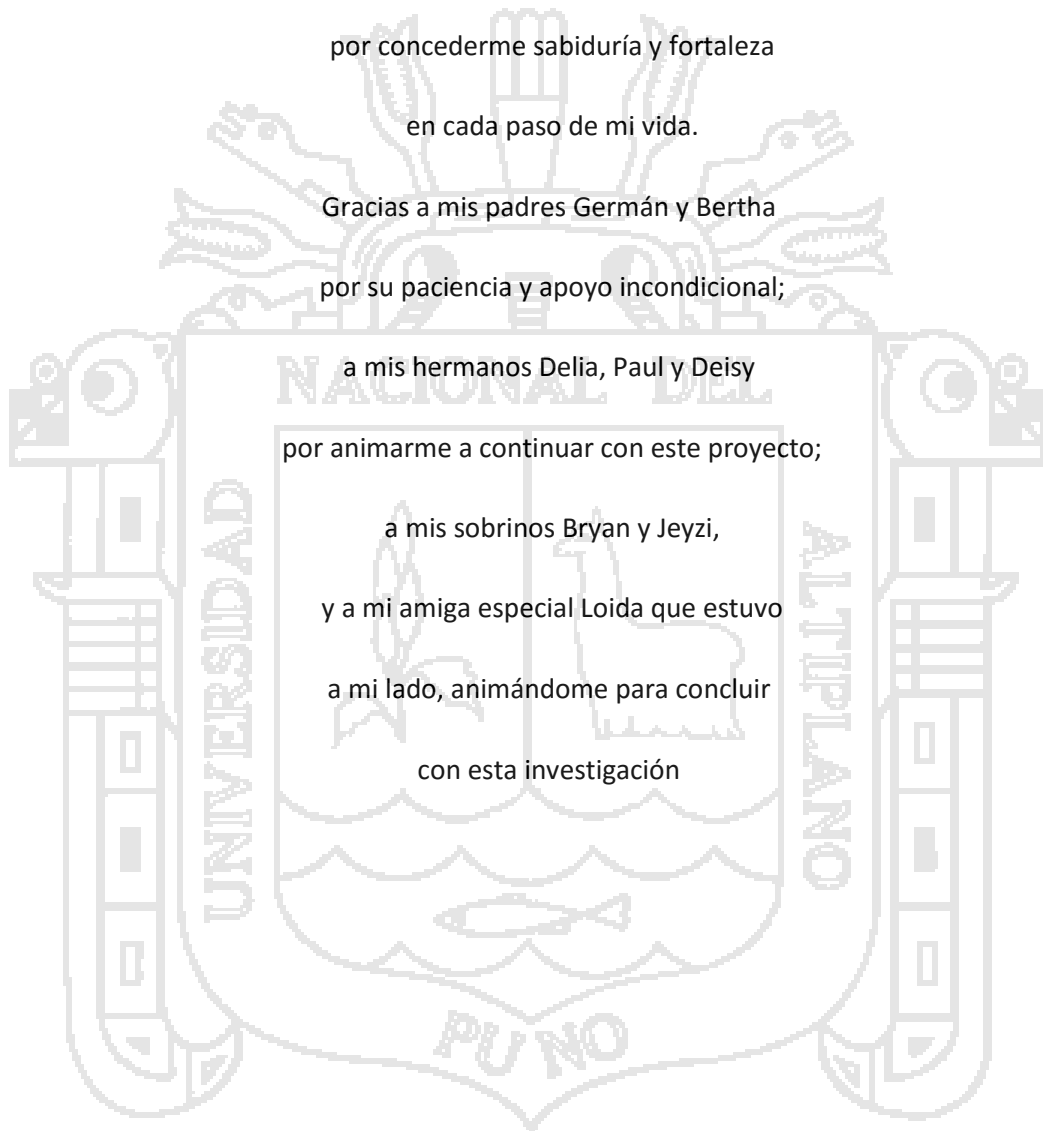 por concederme sabiduría y fortaleza
en cada paso de mi vida.
Gracias a mis padres Germán y Bertha
por su paciencia y apoyo incondicional;
NACIONAL DEL
a mis hermanos Delia, Paul y Deisy
por animarme a continuar con este proyecto;
UNIVERSIDAD
ALTIPLANO
a mis sobrinos Bryan y Jeyzi,
y a mi amiga especial Loida que estuvo
a mi lado, animándome para concluir
con esta investigación
PUNO